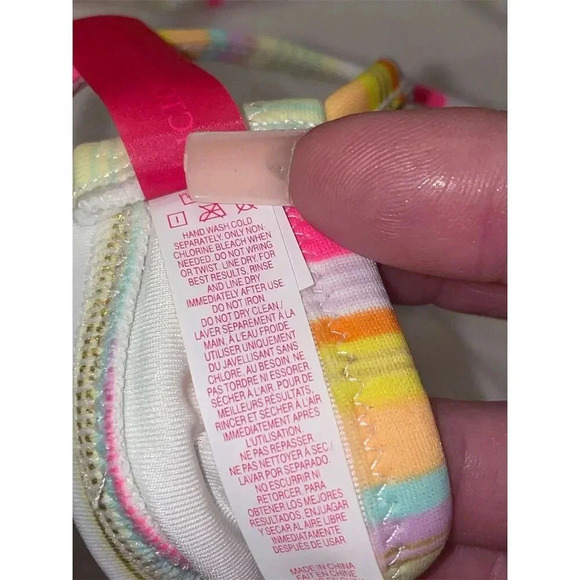 HAND WASH COLD
SEPARATELY, ONLY NON-
CHLORINE BLEACH WHEN
NEEDED. DO NOT WRING
OR TWIST. LINE DRY. FOR
BEST RESULTS, RINSE
AND LINE DRY
IMMEDIATELY AFTER USE
DO NOT IRON.
DO NOT DRY CLEAN./
LAVER SÉPARÉMENT À LA
MAIN, À L'EAU FROIDE.
UTILISER UNIQUEMENT
DU JAVELLISANT SANS
CHLORE, AU BESOIN. NE
PAS TORDRE NI ESSORER.
SÉCHER À L'AIR. POUR DE
MEILLEURS RÉSULTATS,
RINCER ET SÉCHER À L'AIR
IMMÉDIATEMENT APRÈS
L'UTILISATION.
NE PAS REPASSER.
NE PAS NETTOYER À SEC/
LAVAR POR SEPARADO.
NO ESCURRIR NI
RETORCER. PARA
OBTENER LOS MEJORES
RESULTADOS, ENJUAGAR
Y SECAR AL AIRE LIBRE
INMEDIATAMENTE
DESPUÉS DE USAR
MADE IN CHINA
FAIT EN CHINE